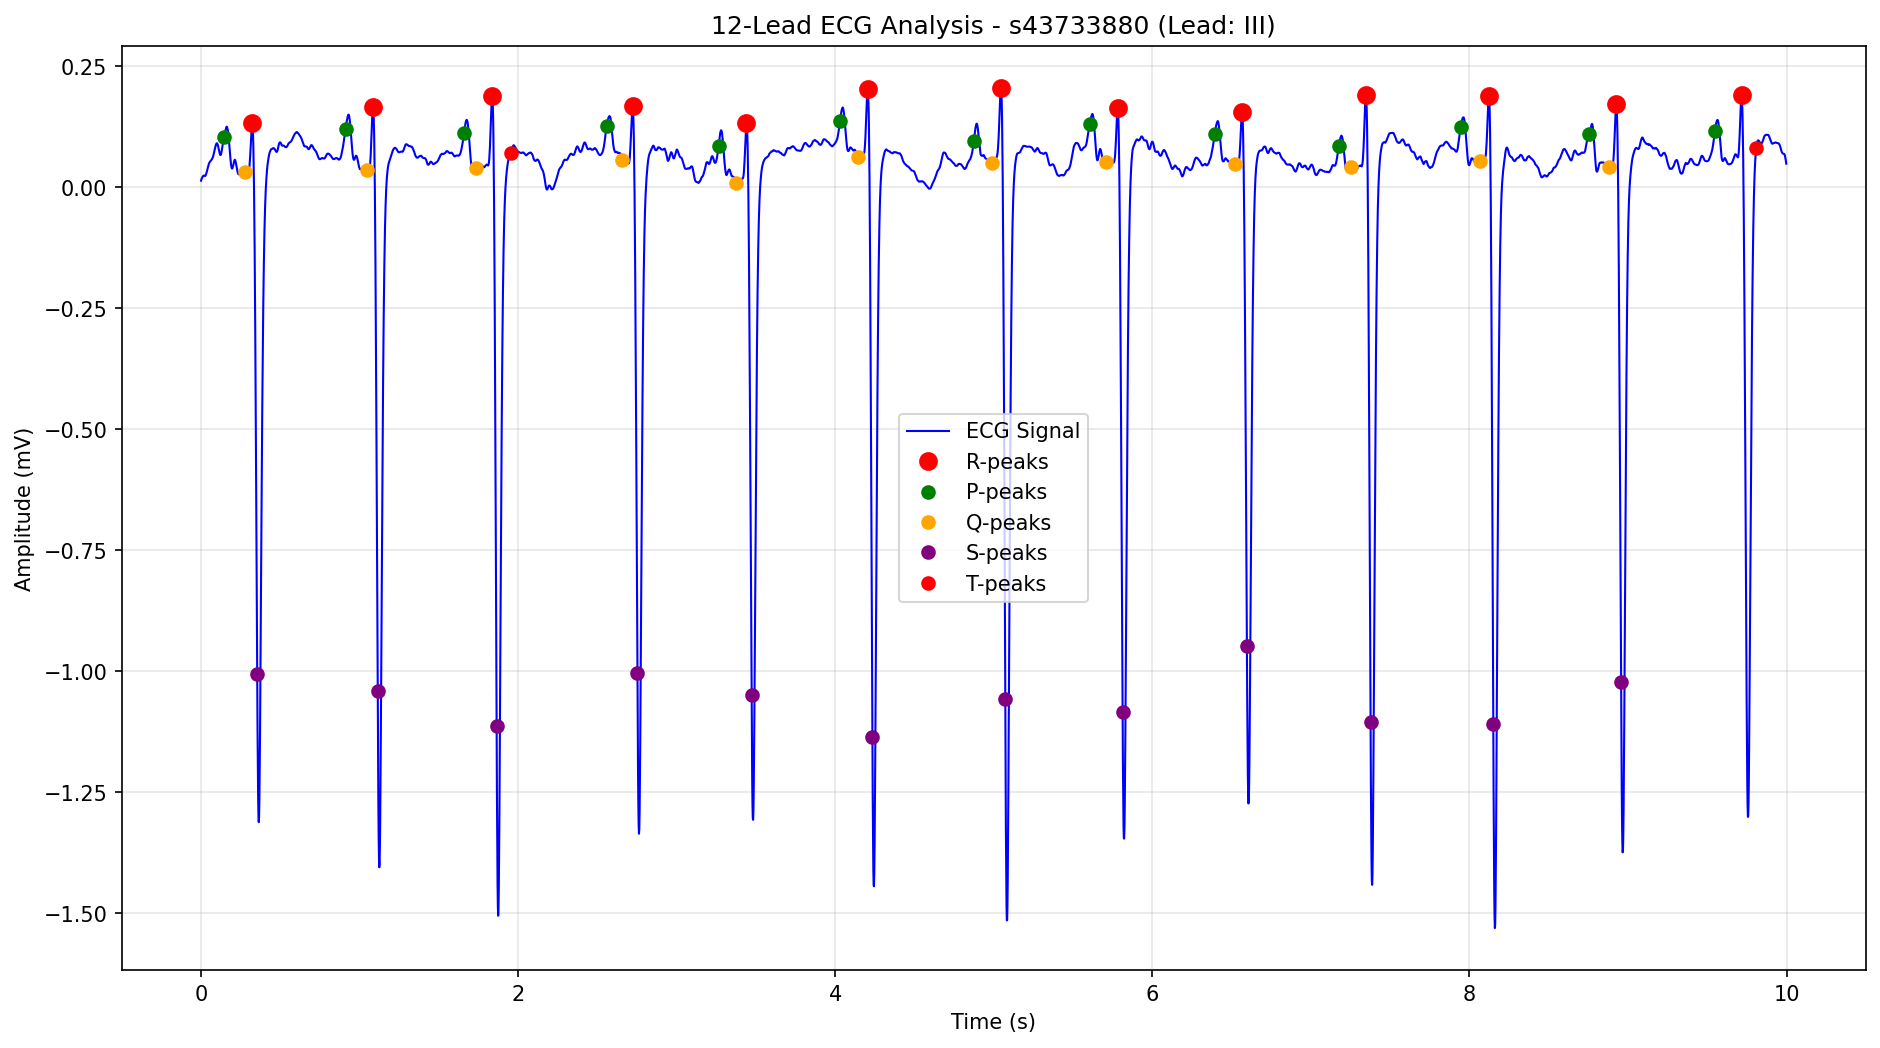 12-Lead ECG Analysis - s43733880 (Lead: III)
0.25
0.00
−0.25
−0.50
−0.75
−1.00
−1.25
−1.50
Amplitude (mV)
ECG Signal
R-peaks
P-peaks
Q-peaks
S-peaks
T-peaks
0 2 4 6 8 10
Time (s)